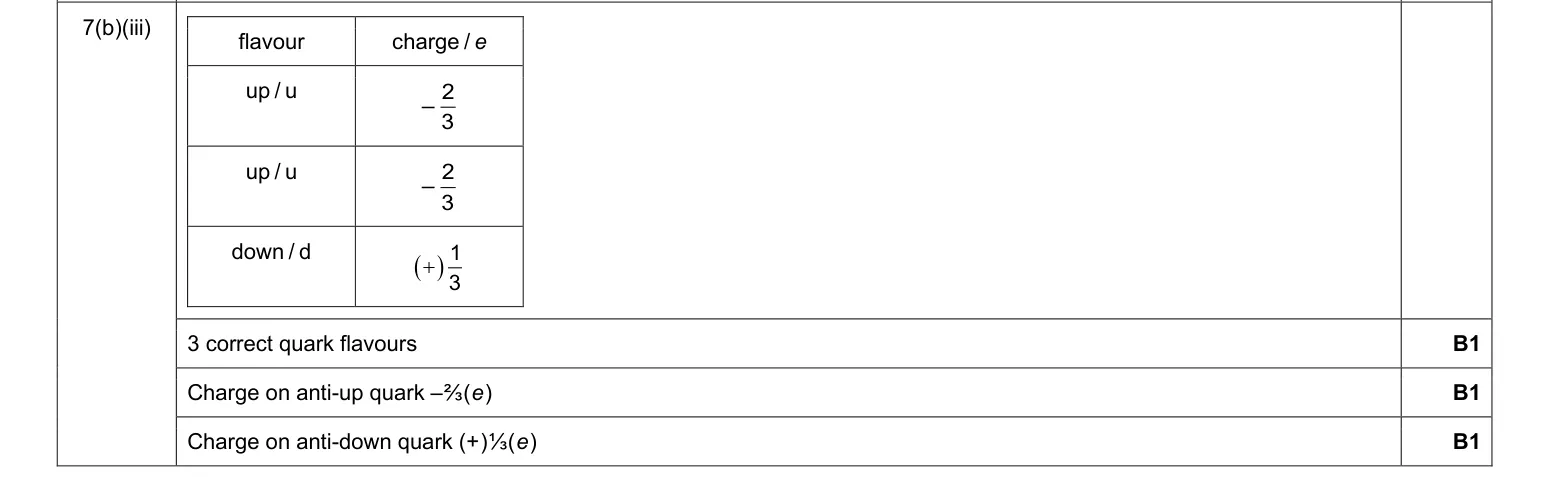 7(b)(iii)
flavour charge / e
up / u –2/3
up / u –2/3
down / d (+)1/3
3 correct quark flavours B1
Charge on anti-up quark –⅔(e) B1
Charge on anti-down quark (+)⅓(e) B1